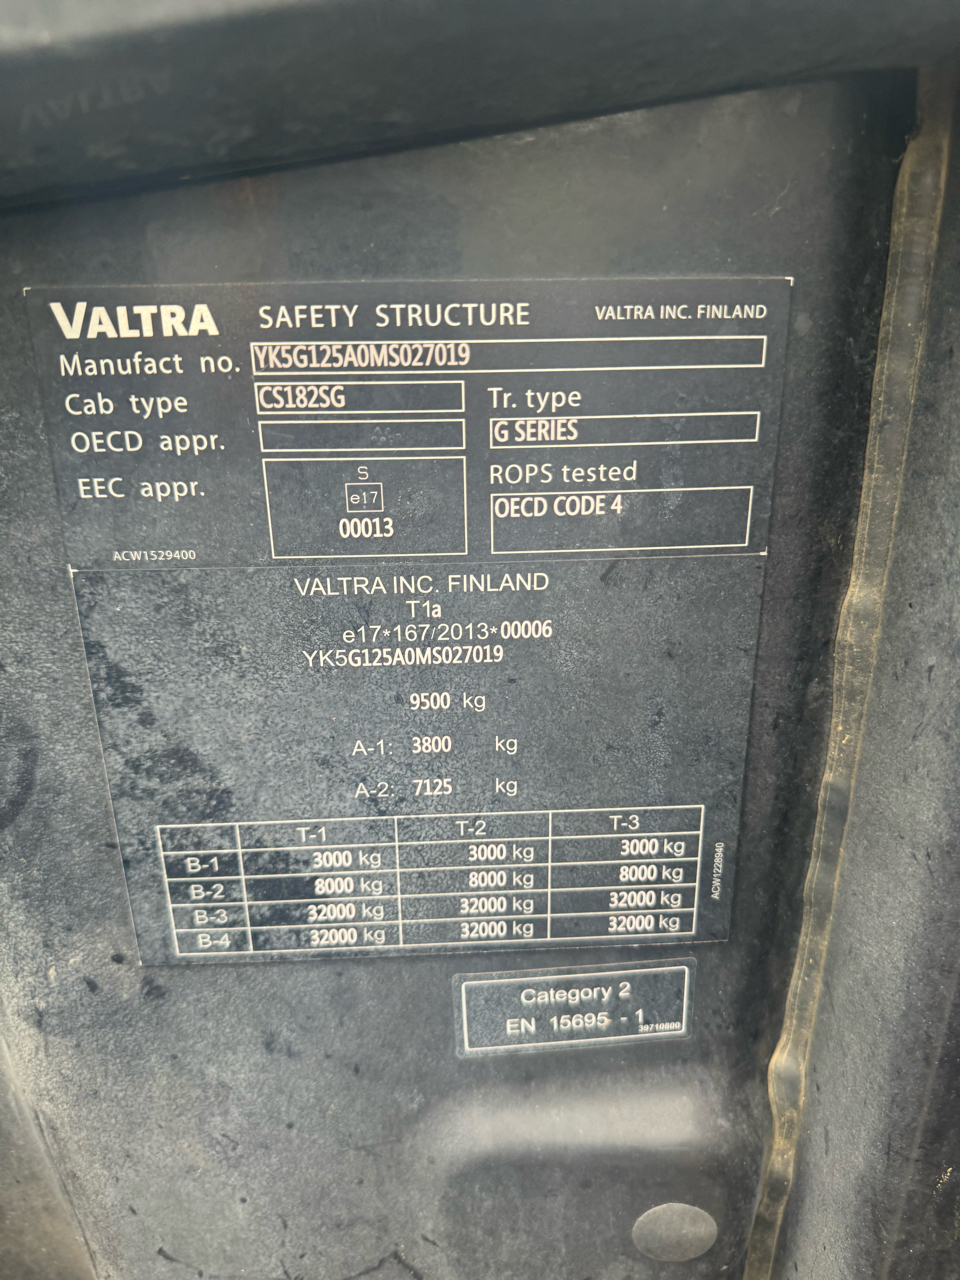 VALTRA
VALTRA SAFETY STRUCTURE VALTRA INC. FINLAND
Manufact no. YK5G125A0MS027019
Cab type CS182SG Tr. type
OECD appr. G SERIES
EEC appr. S ROPS tested
e17 OECD CODE 4
00013
ACW1529400
VALTRA INC. FINLAND
T1a
e17*167/2013*00006
YK5G125A0MS027019
9500 kg
A-1: 3800 kg
A-2: 7125 kg
T-1 T-2 T-3
B-1 3000 kg 3000 kg 3000 kg
B-2 8000 kg 8000 kg 8000 kg
B-3 32000 kg 32000 kg 32000 kg
B-4 32000 kg 32000 kg 32000 kg
ACW1228940
Category 2
EN 15695 - 1
39710800